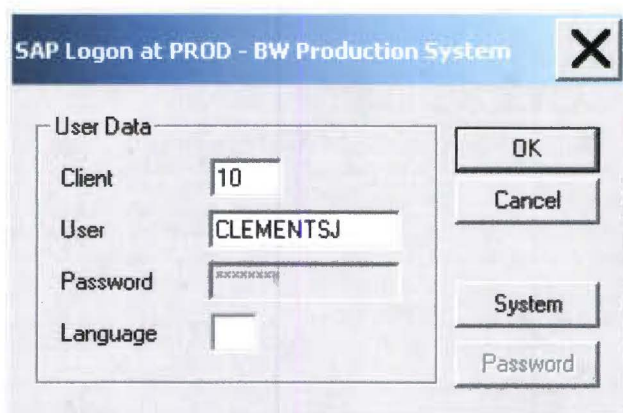 SAP Logon at PROD - BW Production System
User Data
Client 10
User CLEMENTSJ
Password ********
Language
OK
Cancel
System
Password